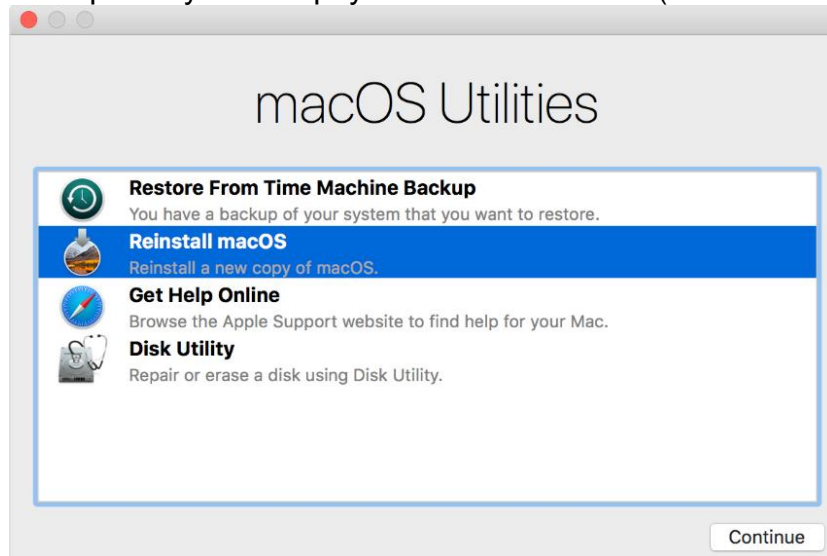 macOS Utilities
Restore From Time Machine Backup
You have a backup of your system that you want to restore.
Reinstall macOS
Reinstall a new copy of macOS.
Get Help Online
Browse the Apple Support website to find help for your Mac.
Disk Utility
Repair or erase a disk using Disk Utility.
Continue